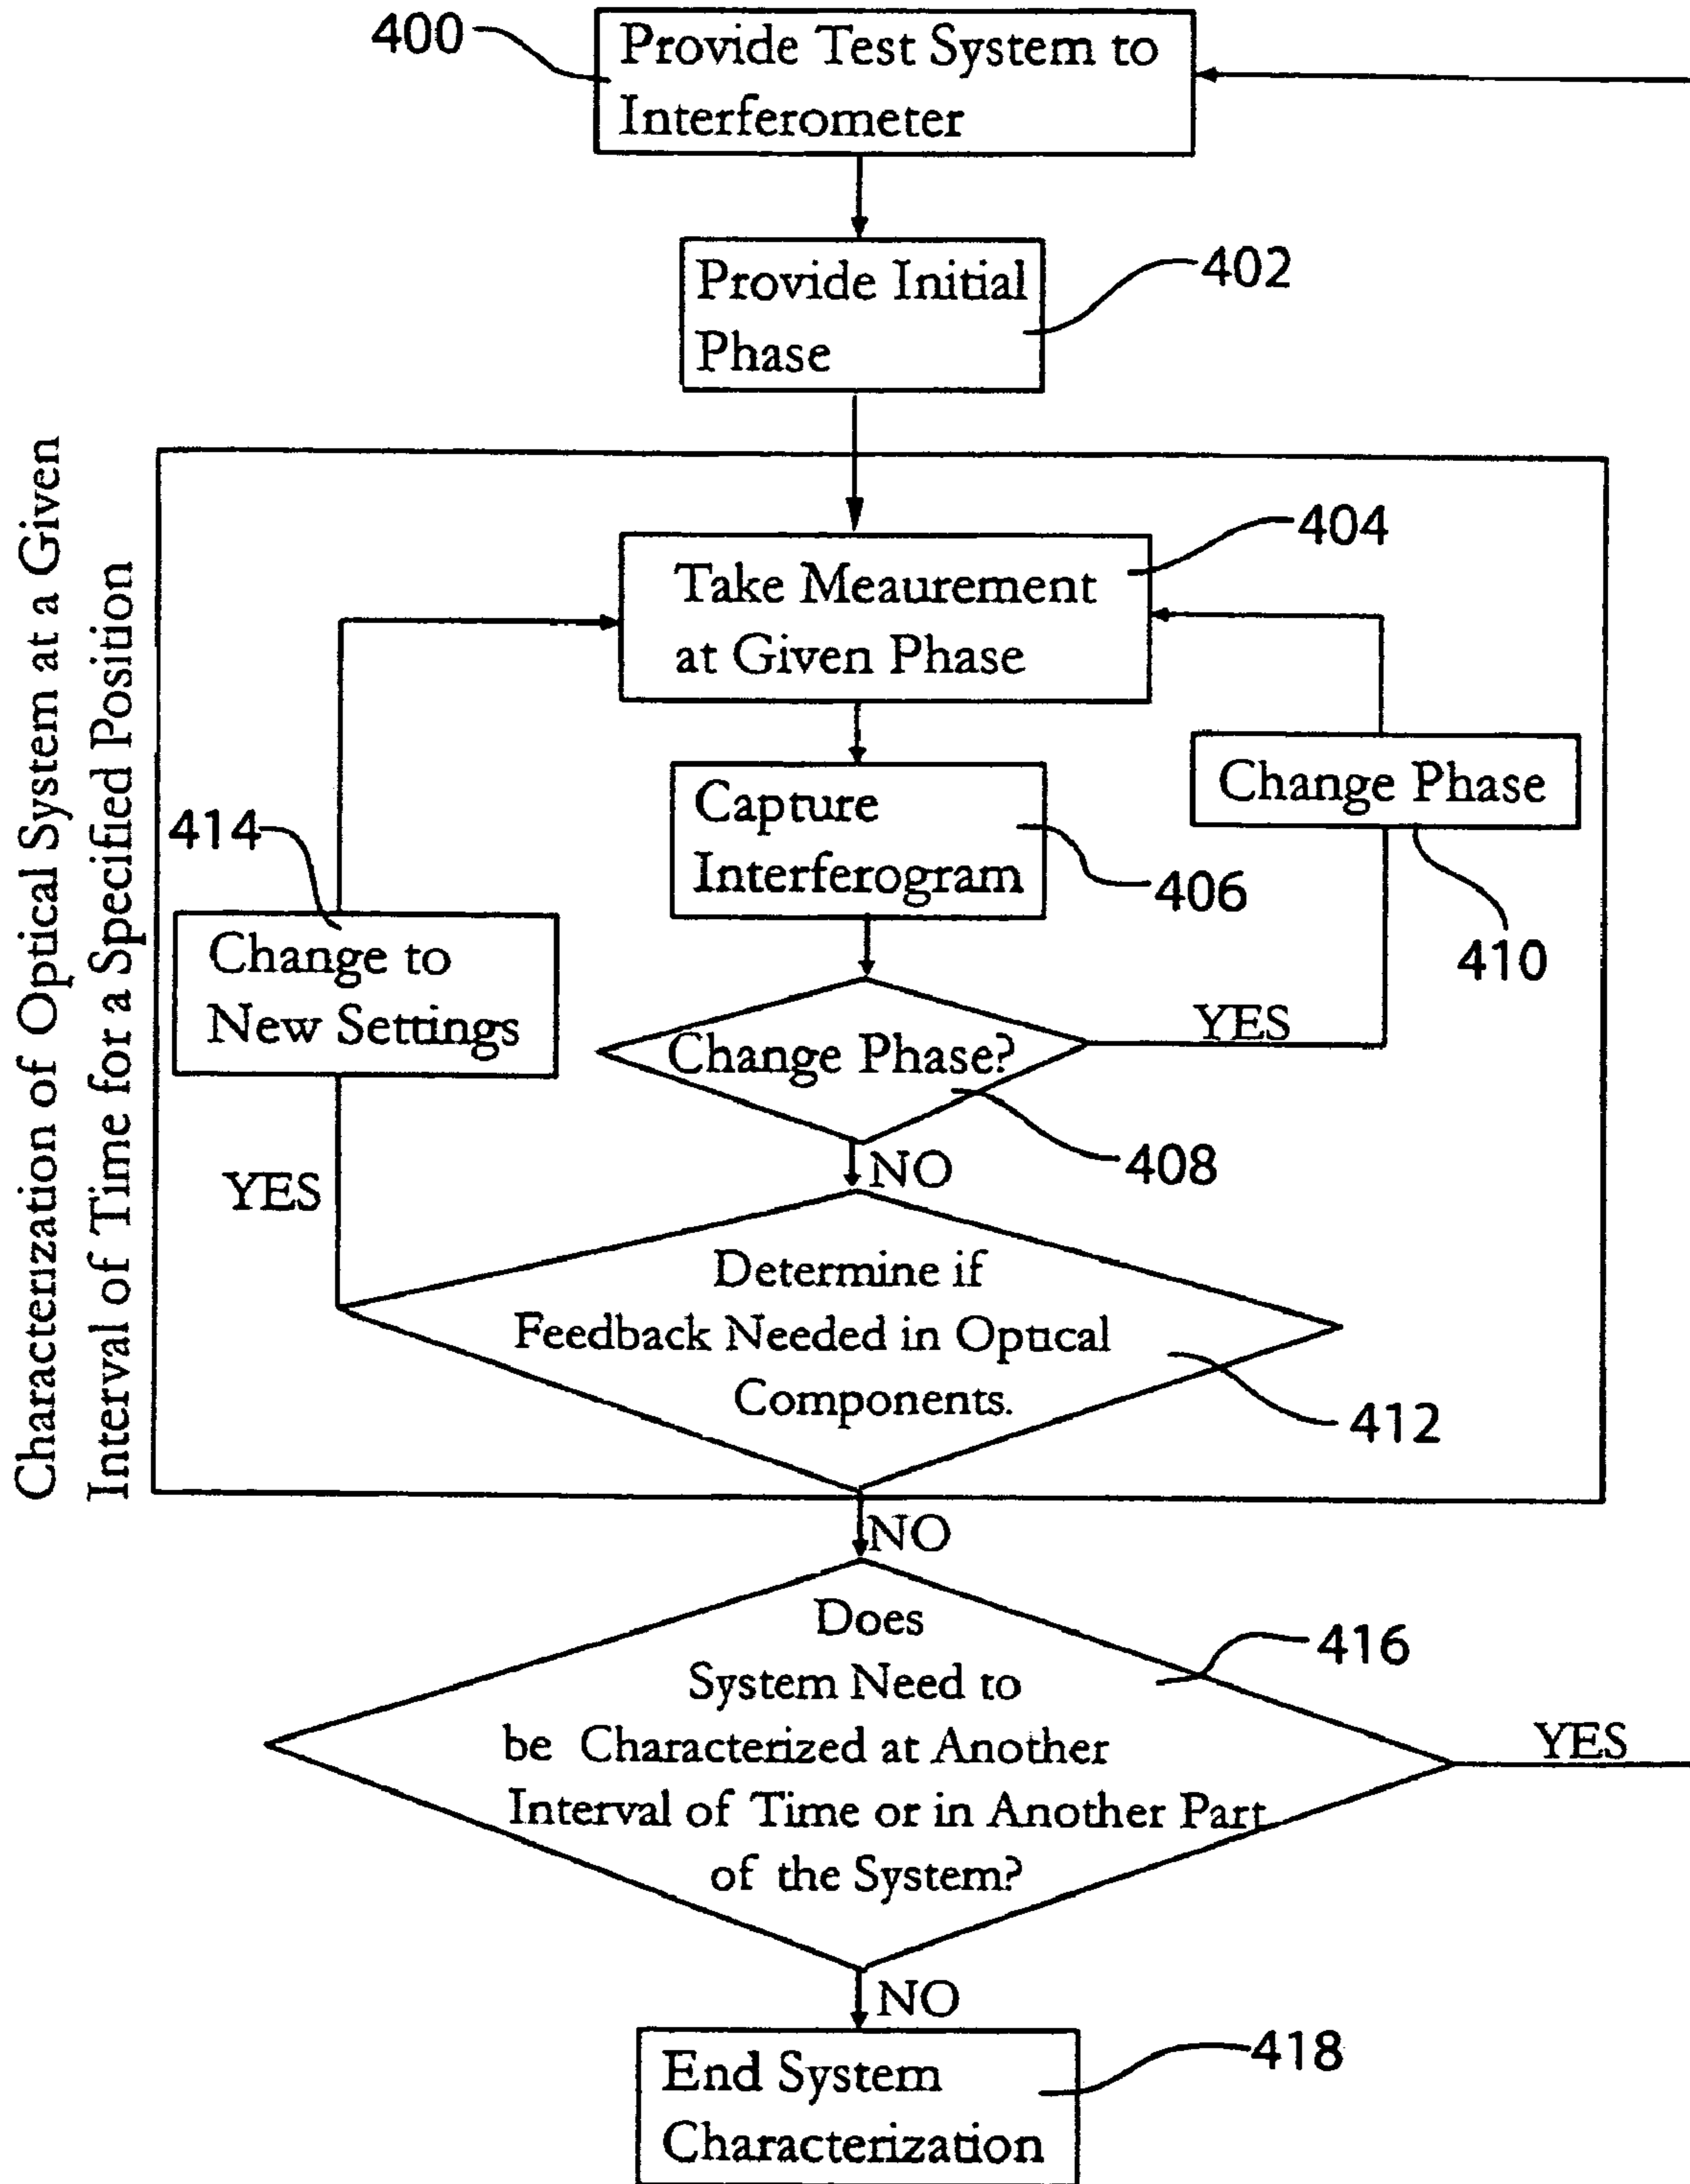 400
Provide Test System to
Interferometer
Provide Initial
Phase
402
Characterization of Optical System at a Given
Interval of Time for a Specified Position
404
Take Meaurement
at Given Phase
Change Phase
410
Capture
Interferogram
406
414
Change to
New Settings
Change Phase?
YES
408
NO
YES
Determine if
Feedback Needed in Optical
Components.
412
NO
Does
System Need to
be Characterized at Another
Interval of Time or in Another Part
of the System?
416
YES
NO
End System
Characterization
418